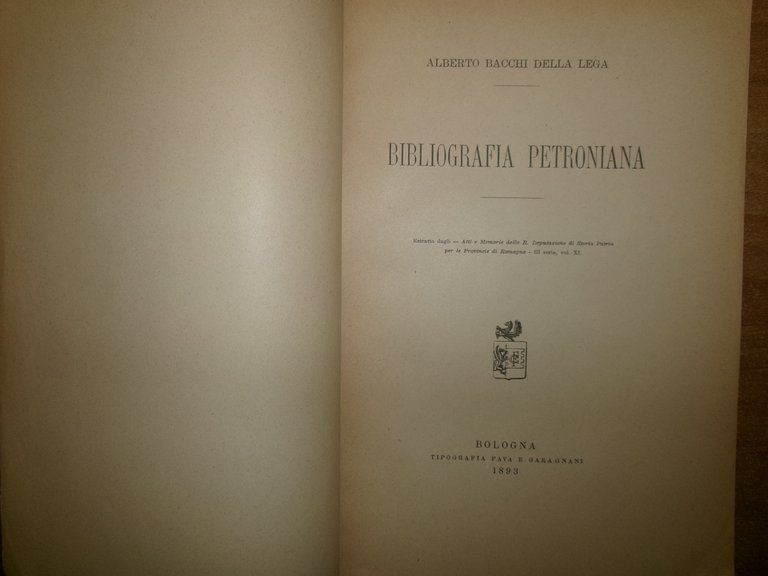 ALBERTO BACCHI DELLA LEGA
BIBLIOGRAFIA PETRONIANA
Estratto dagli — Atti e Memorie della R. Deputazione di Storia Patria
per le Provincie di Romagna - III serie, vol. XI.
BOLOGNA
TIPOGRAFIA FAVA E GARAGNANI
1893